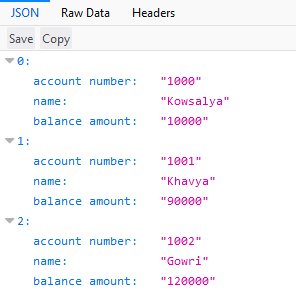 JSON Raw Data Headers
Save Copy
0:
account number: "1000"
name: "Kowsalya"
balance amount: "10000"
1:
account number: "1001"
name: "Khavya"
balance amount: "90000"
2:
account number: "1002"
name: "Gowri"
balance amount: "120000"